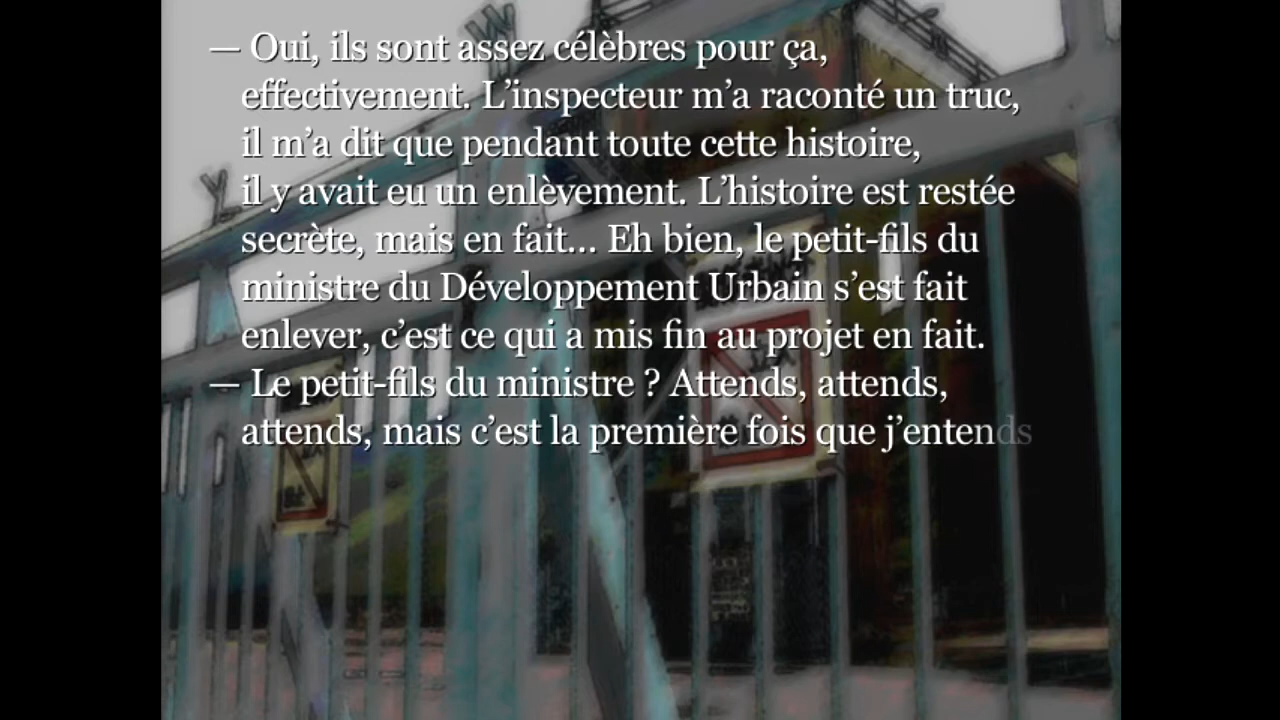 — Oui, ils sont assez célèbres pour ça,
effectivement. L’inspecteur m’a raconté un truc,
il m’a dit que pendant toute cette histoire,
il y avait eu un enlèvement. L’histoire est restée
secrète, mais en fait... Eh bien, le petit-fils du
ministre du Développement Urbain s’est fait
enlever, c’est ce qui a mis fin au projet en fait.
— Le petit-fils du ministre ? Attends, attends,
attends, mais c’est la première fois que j’entends